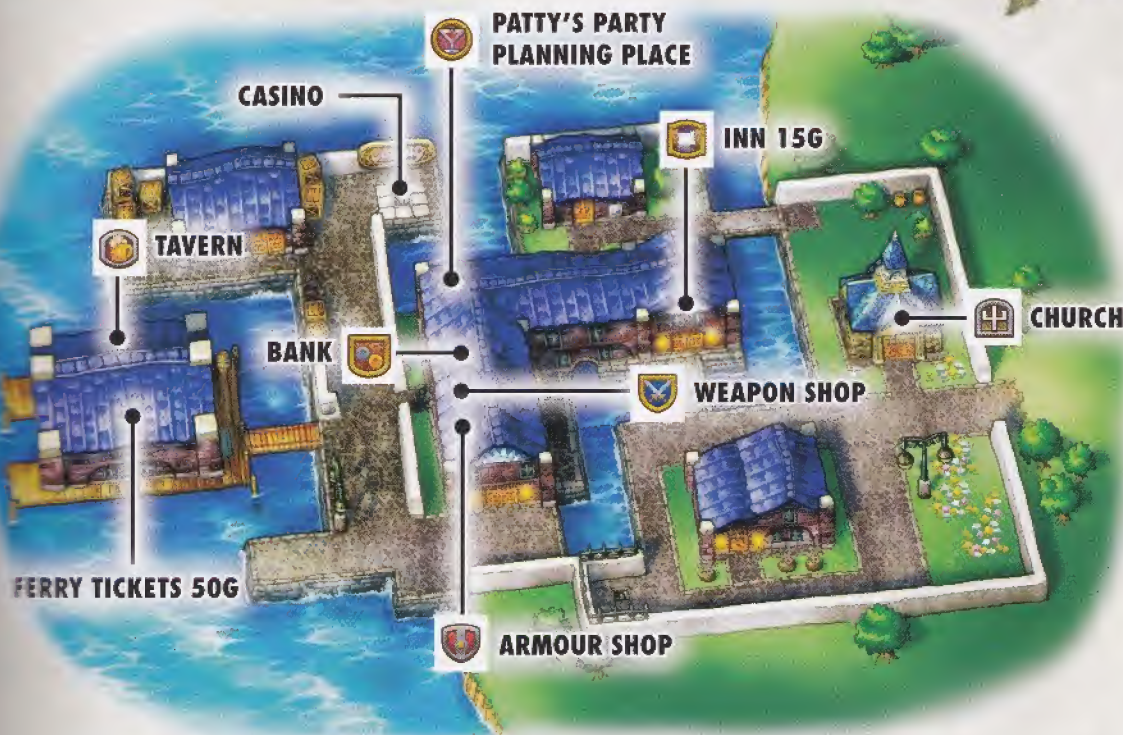 PATTY'S PARTY
PLANNING PLACE
CASINO
INN 15G
TAVERN
CHURCH
BANK
WEAPON SHOP
FERRY TICKETS 50G
ARMOUR SHOP